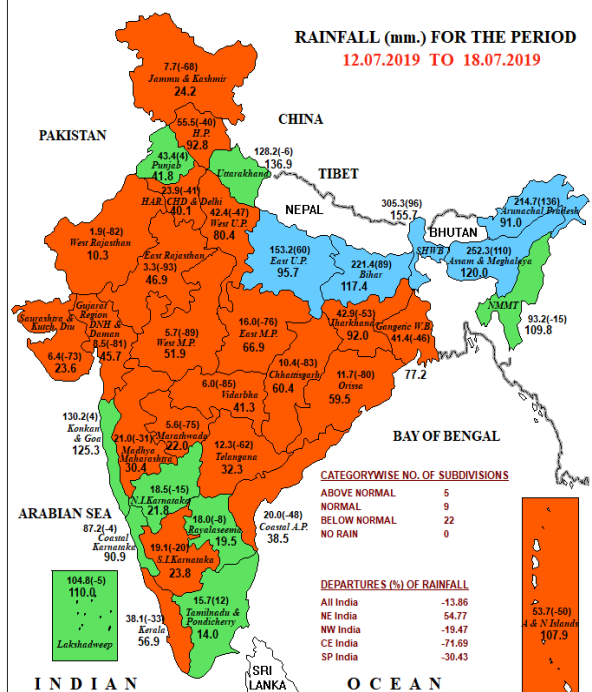 RAINFALL (mm.) FOR THE PERIOD
12.07.2019 TO 18.07.2019
7.7(-68)
Jammu & Kashmir
24.2
55.5(-40)
H.P.
92.8
CHINA
PAKISTAN
43.4(4)
Punjab
41.8
128.2(-6)
136.9
Uttarakhand
TIBET
23.9(-41)
HAR. CHD & Delhi
40.1
NEPAL
305.3(96)
155.7
SHWB
BHUTAN
214.7(136)
Arunachal Pradesh
91.0
42.4(-47)
West U.P.
80.4
1.9(-82)
West Rajasthan
10.3
153.2(60)
East U.P.
95.7
221.4(89)
Bihar
117.4
252.3(110)
Assam & Meghalaya
120.0
East Rajasthan
3.3(-93)
46.9
NMMT
93.2(-15)
109.8
Saurashtra &
Kutch, Diu
6.4(-73)
23.6
Gujarat
Region
DNH &
Daman
8.5(-81)
45.7
5.7(-89)
West M.P.
51.9
16.0(-76)
East M.P.
66.9
42.9(-53)
Jharkhand
92.0
Gangetic W.B.
41.4(-46)
77.2
10.4(-83)
Chhattisgarh
60.4
11.7(-80)
Orissa
59.5
6.0(-85)
Vidarbha
41.3
130.2(4)
Konkan
& Goa
125.3
21.0(-31)
Madhya
Maharashtra
30.4
5.6(-75)
Marathwada
22.0
12.3(-62)
Telangana
32.3
BAY OF BENGAL
18.5(-15)
N.I.Karnataka
21.8
ARABIAN SEA
87.2(-4)
Coastal
Karnataka
90.9
18.0(-8)
Rayalaseema
19.5
20.0(-48)
Coastal A.P.
38.5
19.1(-20)
S.I.Karnataka
23.8
104.8(-5)
110.0
Lakshadweep
38.1(-33)
Kerala
56.9
15.7(12)
Tamilnadu &
Pondicherry
14.0
CATEGORYWISE NO. OF SUBDIVISIONS
ABOVE NORMAL 5
NORMAL 9
BELOW NORMAL 22
NO RAIN 0
DEPARTURES (%) OF RAINFALL
All India -13.86
NE India 54.77
NW India -19.47
CE India -71.69
SP India -30.43
53.7(-50)
A & N Islands
107.9
SRI
LANKA
INDIAN OCEAN